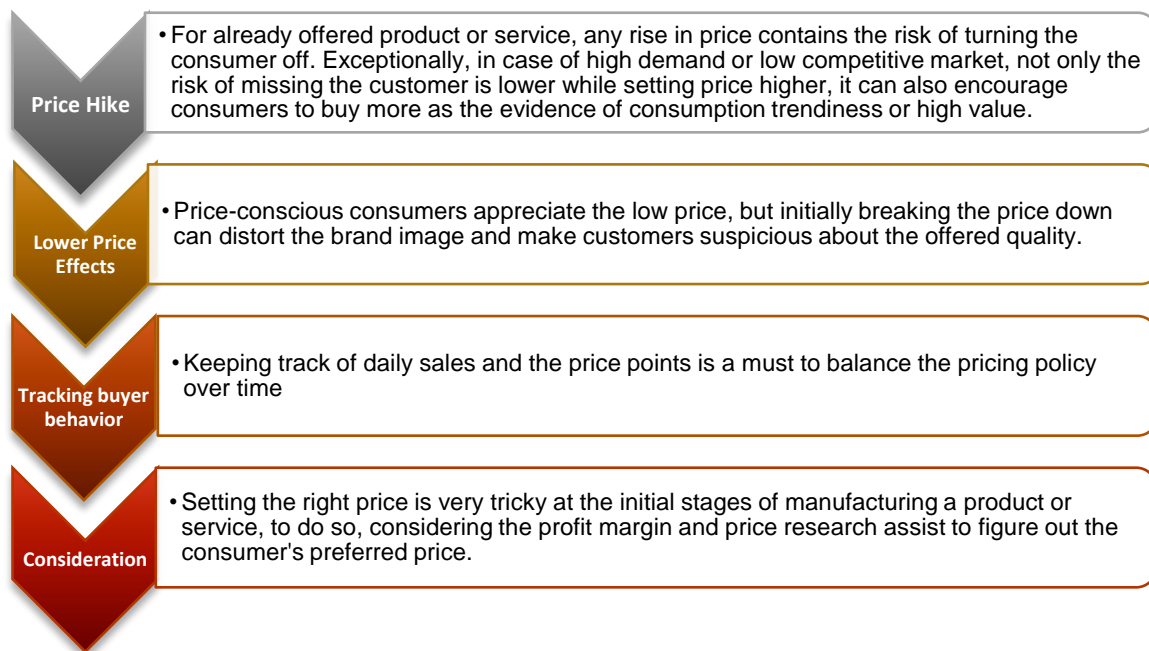 Price Hike
• For already offered product or service, any rise in price contains the risk of turning the
consumer off. Exceptionally, in case of high demand or low competitive market, not only the
risk of missing the customer is lower while setting price higher, it can also encourage
consumers to buy more as the evidence of consumption trendiness or high value.
Lower Price
Effects
• Price-conscious consumers appreciate the low price, but initially breaking the price down
can distort the brand image and make customers suspicious about the offered quality.
Tracking buyer
behavior
• Keeping track of daily sales and the price points is a must to balance the pricing policy
over time
Consideration
• Setting the right price is very tricky at the initial stages of manufacturing a product or
service, to do so, considering the profit margin and price research assist to figure out the
consumer's preferred price.